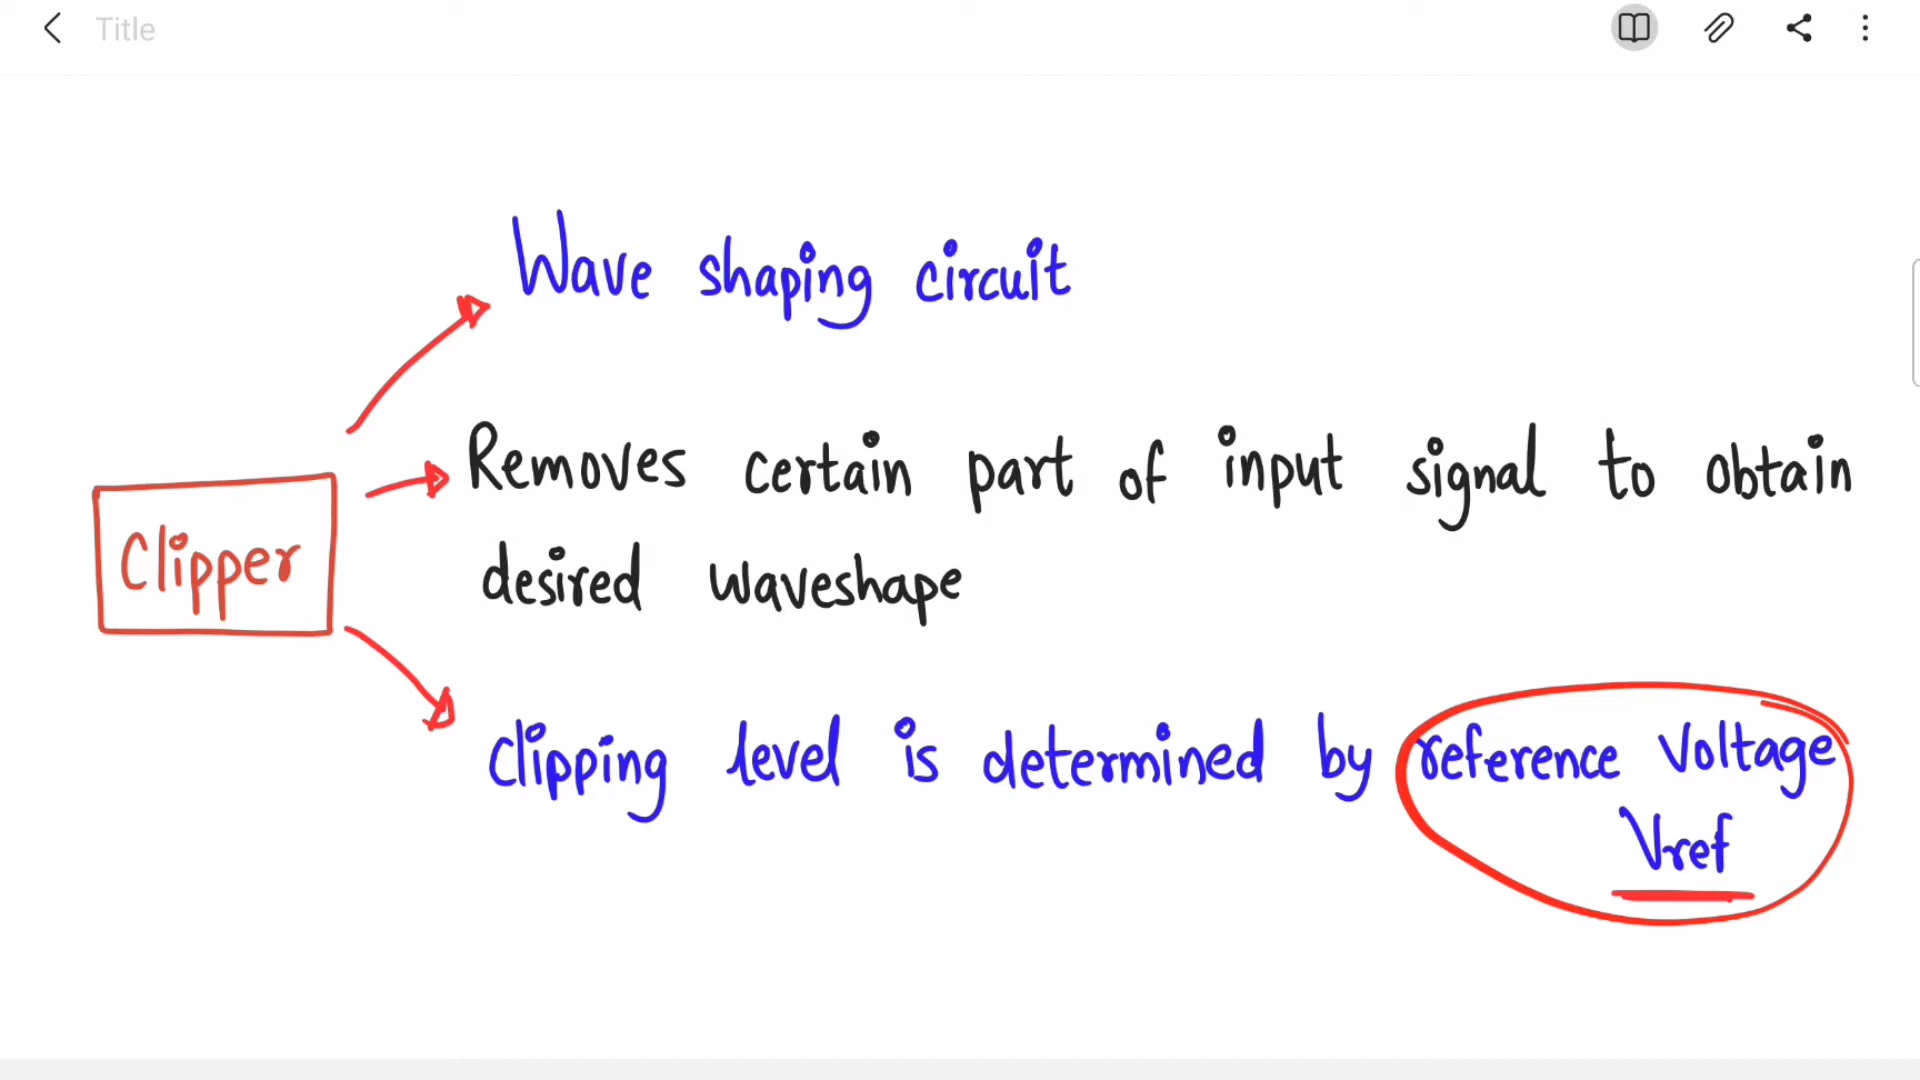 Title
Wave shaping circuit
Removes certain part of input signal to obtain
desired waveshape
Clipper
Clipping level is determined by reference Voltage
Vref